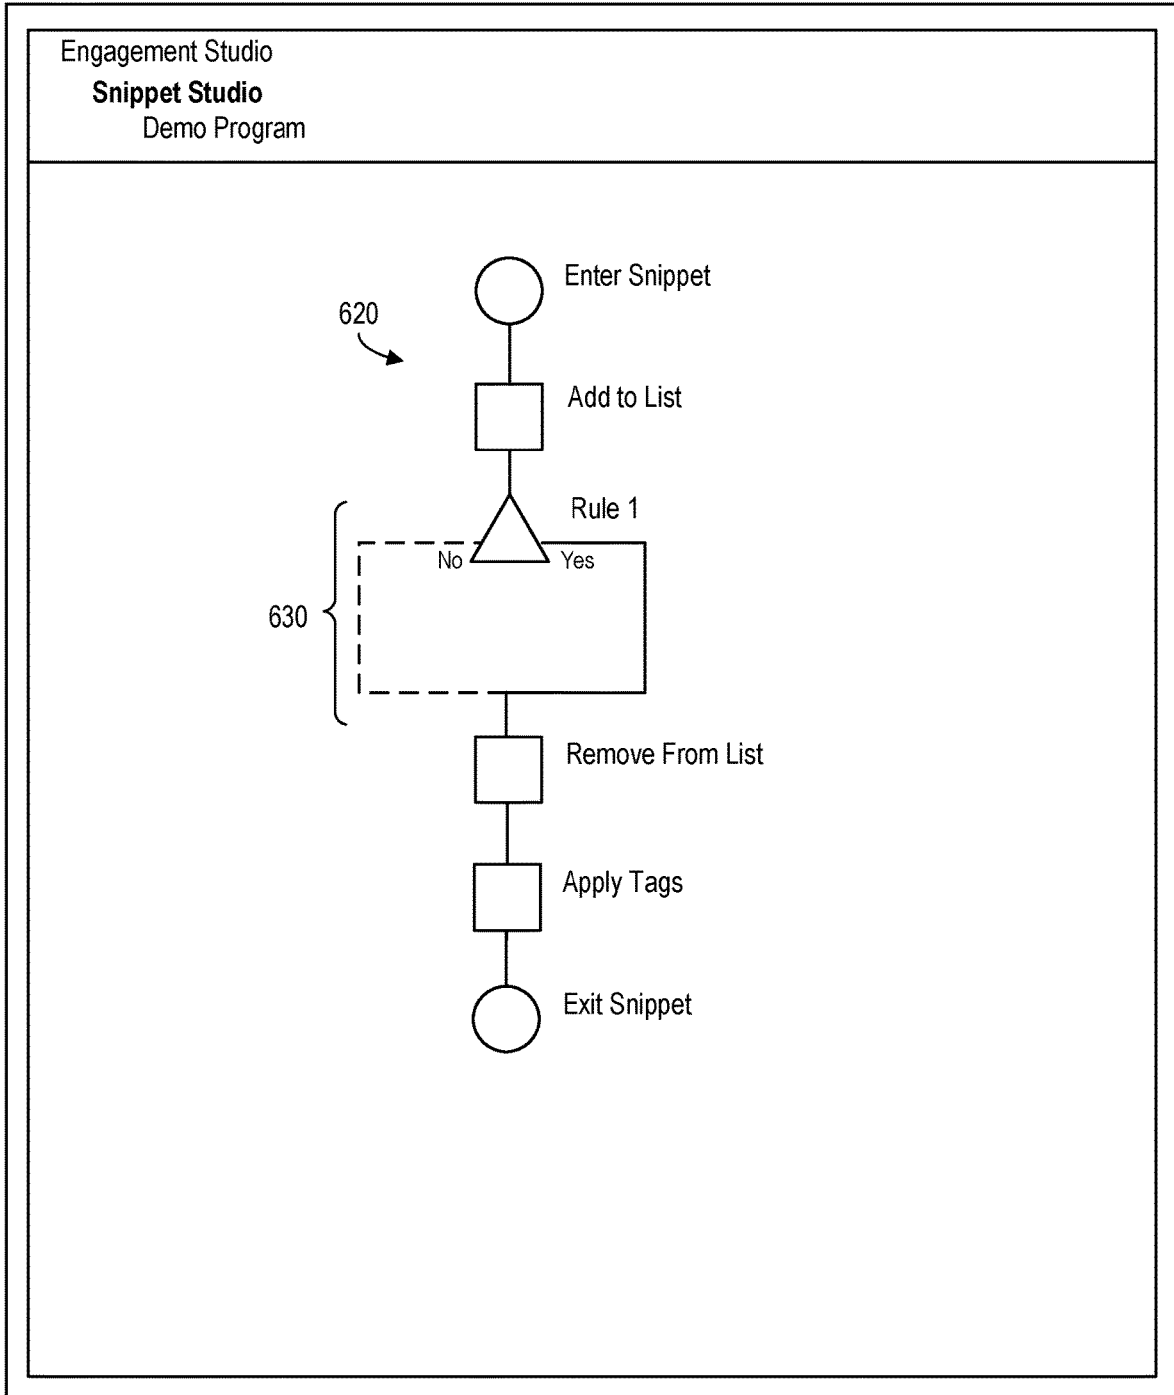 Engagement Studio
Snippet Studio
Demo Program
Enter Snippet
620
Add to List
Rule 1
No
Yes
630
Remove From List
Apply Tags
Exit Snippet